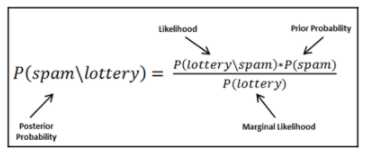 Likelihood Prior Probability
P(lottery\spam)*P(spam)
P(spam\lottery) =
P(lottery)
Posterior Probability
Marginal Likelihood